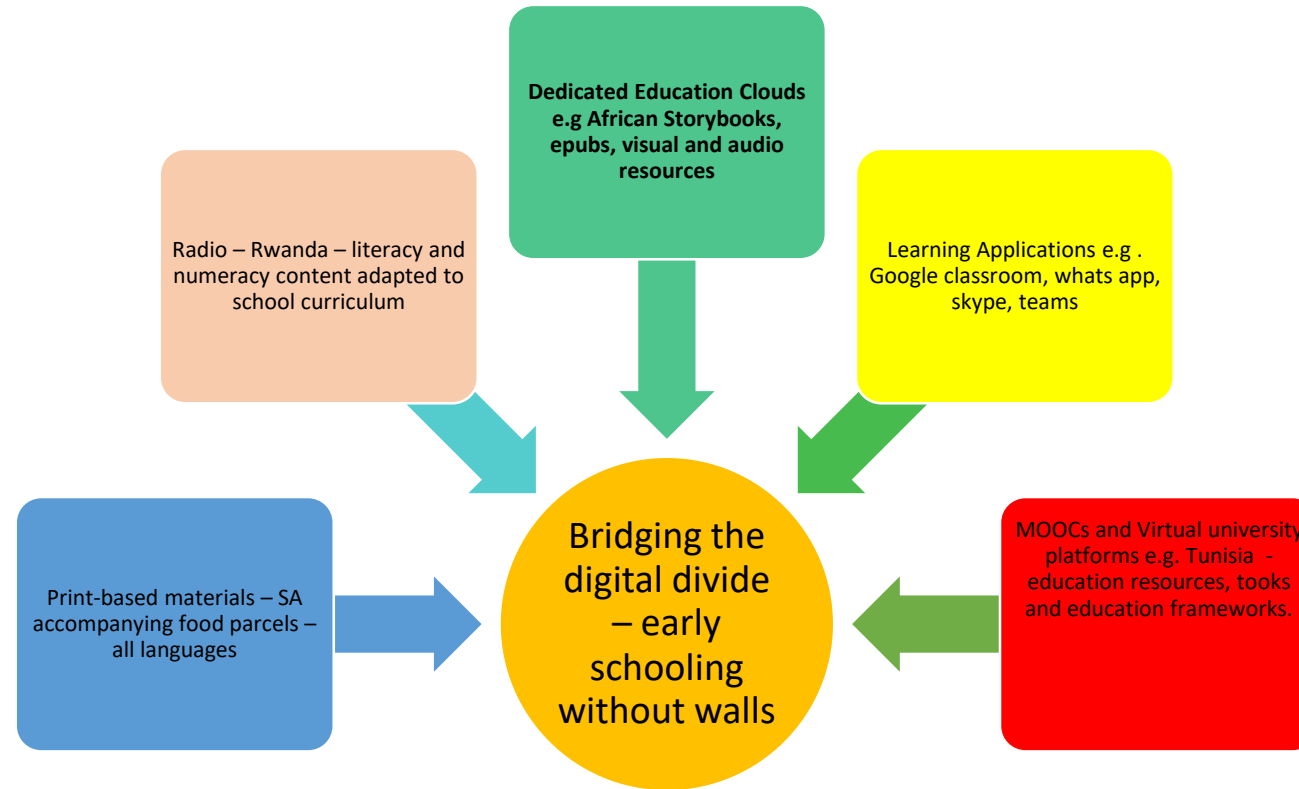 Dedicated Education Clouds
e.g African Storybooks,
epubs, visual and audio
resources
Radio – Rwanda – literacy and
numeracy content adapted to
school curriculum
Learning Applications e.g .
Google classroom, whats app,
skype, teams
Print-based materials – SA
accompanying food parcels –
all languages
Bridging the
digital divide
– early
schooling
without walls
MOOCs and Virtual university
platforms e.g. Tunisia -
education resources, tooks
and education frameworks.